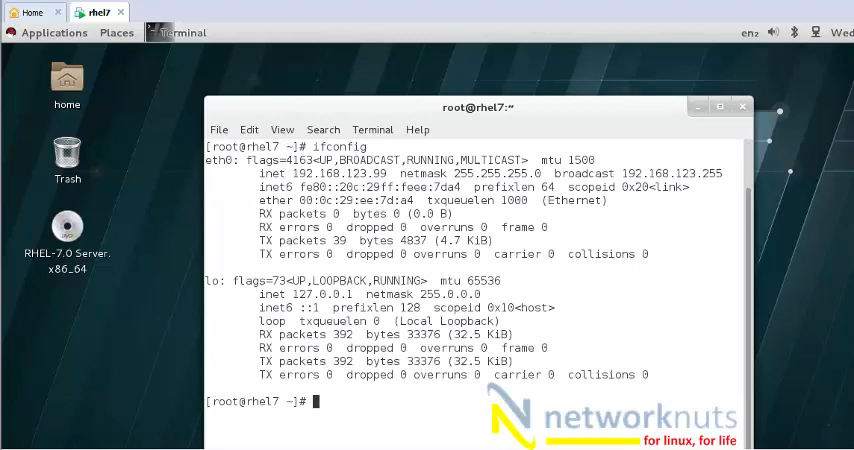 Home × rhel7 ×
Applications Places Terminal en₂ Wed
home
Trash
RHEL-7.0 Server.
x86_64
root@rhel7:~
File Edit View Search Terminal Help
[root@rhel7 ~]# ifconfig
eth0: flags=4163<UP,BROADCAST,RUNNING,MULTICAST>  mtu 1500
inet 192.168.123.99  netmask 255.255.255.0  broadcast 192.168.123.255
inet6 fe80::20c:29ff:feee:7da4  prefixlen 64  scopeid 0x20<link>
ether 00:0c:29:ee:7d:a4  txqueuelen 1000  (Ethernet)
RX packets 0  bytes 0 (0.0 B)
RX errors 0  dropped 0  overruns 0  frame 0
TX packets 39  bytes 4837 (4.7 KiB)
TX errors 0  dropped 0 overruns 0  carrier 0  collisions 0
lo: flags=73<UP,LOOPBACK,RUNNING>  mtu 65536
inet 127.0.0.1  netmask 255.0.0.0
inet6 ::1  prefixlen 128  scopeid 0x10<host>
loop  txqueuelen 0  (Local Loopback)
RX packets 392  bytes 33376 (32.5 KiB)
RX errors 0  dropped 0  overruns 0  frame 0
TX packets 392  bytes 33376 (32.5 KiB)
TX errors 0  dropped 0 overruns 0  carrier 0  collisions 0
[root@rhel7 ~]#
networknuts
for linux, for life